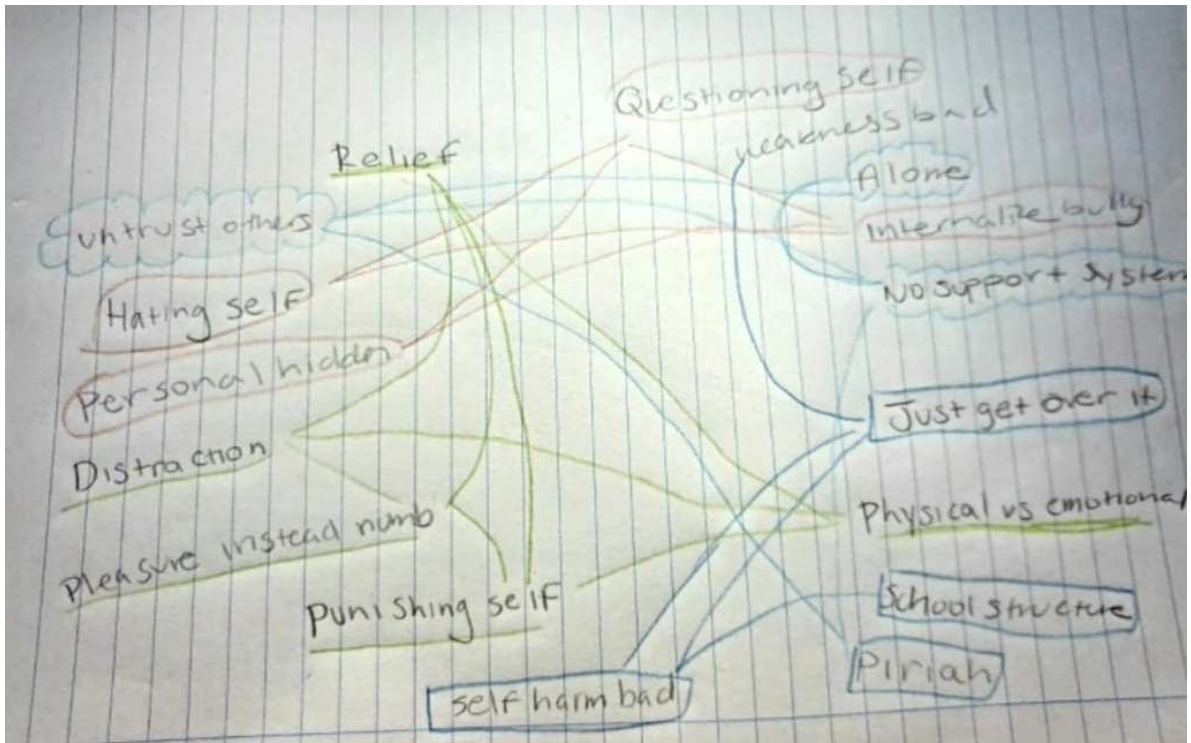 Questioning self
weakness bad
Relief
Alone
untrust others
Internalize bully
Hating self
No support system
Personal hidden
Just get over it
Distraction
Physical vs emotional
Pleasure instead numb
Punishing self
School structure
Piriah
self harm bad